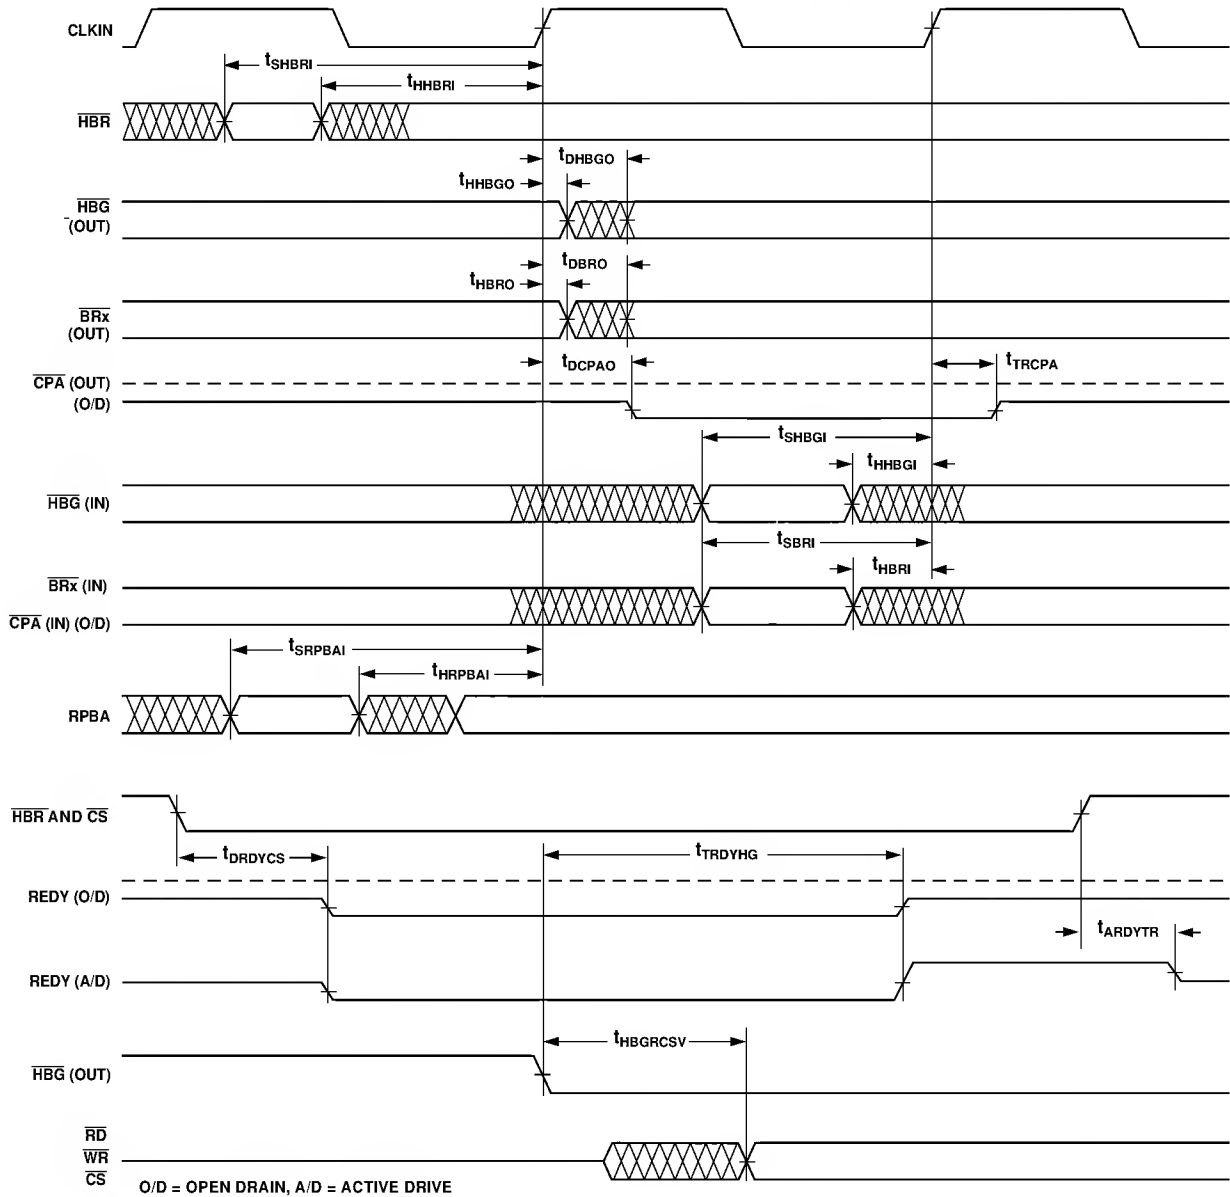 CLKIN
tSHBRI
tHHBRI
HBR
tDHBGO
tHHBGO
HBG
(OUT)
tDBRO
tHBRO
BRx
(OUT)
tDCPAO
tTRCPA
CPA (OUT)
(O/D)
tSHBGI
tHHBGI
HBG (IN)
tSBRI
tHBRI
BRx (IN)
CPA (IN) (O/D)
tSRPBAI
tHRPBAI
RPBA
HBR AND CS
tDRDYCS
tTRDYHG
REDY (O/D)
tARDYTR
REDY (A/D)
tHBGRCSV
HBG (OUT)
RD
WR
CS
O/D = OPEN DRAIN, A/D = ACTIVE DRIVE